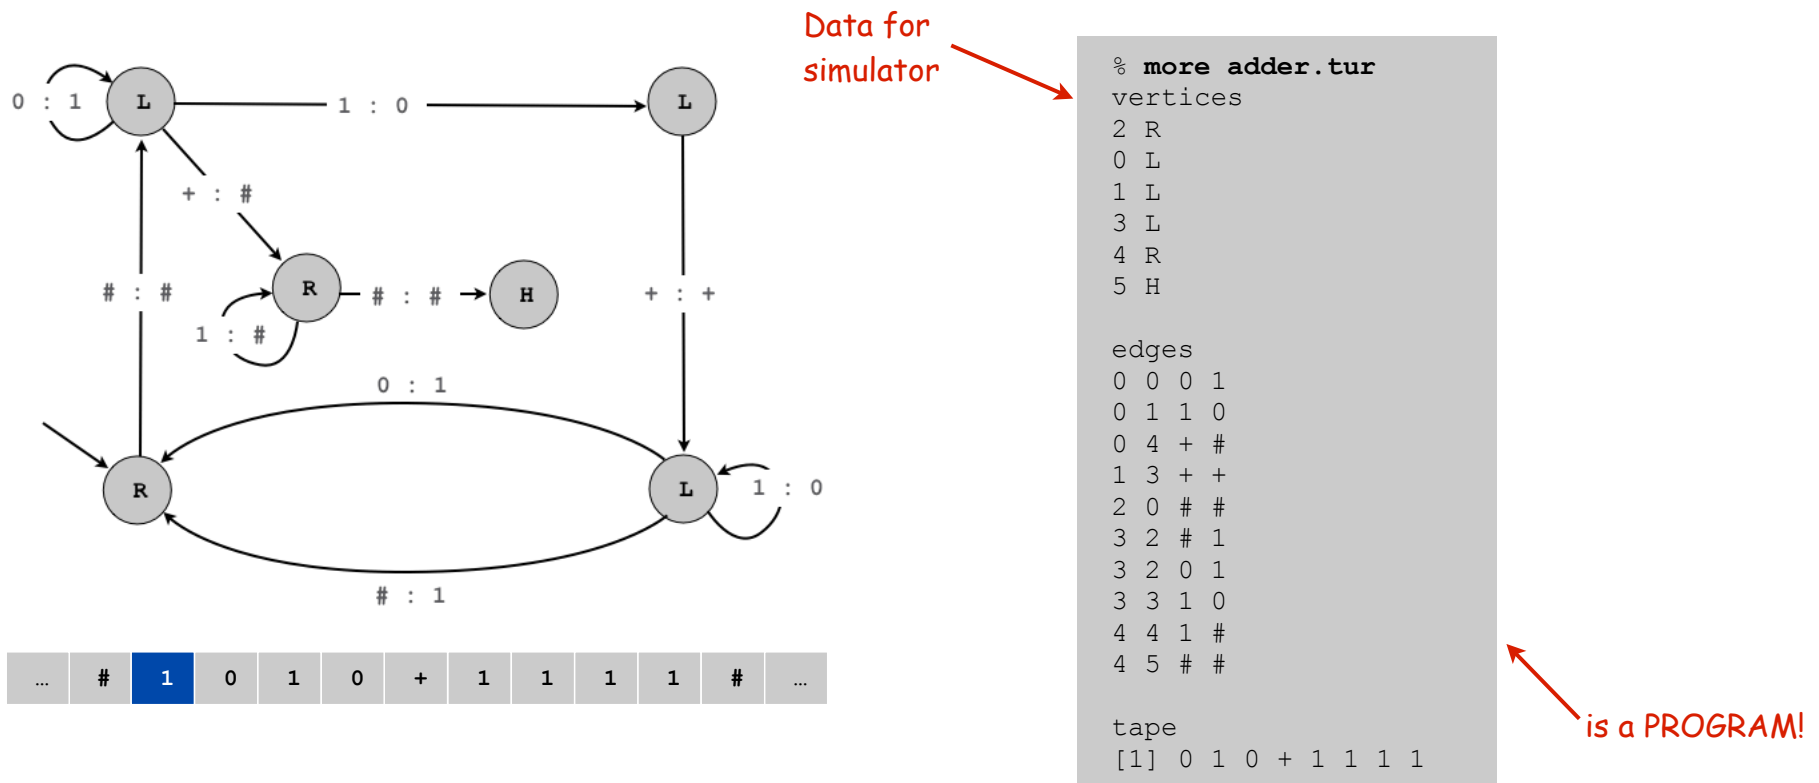 Data for
simulator
0 : 1
L
1 : 0
L
+ : #
# : #
R
# : #
H
+ : +
1 : #
0 : 1
R
L
1 : 0
# : 1
... # 1 0 1 0 + 1 1 1 1 # ...
% more adder.tur
vertices
2 R
0 L
1 L
3 L
4 R
5 H
edges
0 0 0 1
0 1 1 0
0 4 + #
1 3 + +
2 0 # #
3 2 # 1
3 2 0 1
3 3 1 0
4 4 1 #
4 5 # #
tape
[1] 0 1 0 + 1 1 1 1
is a PROGRAM!